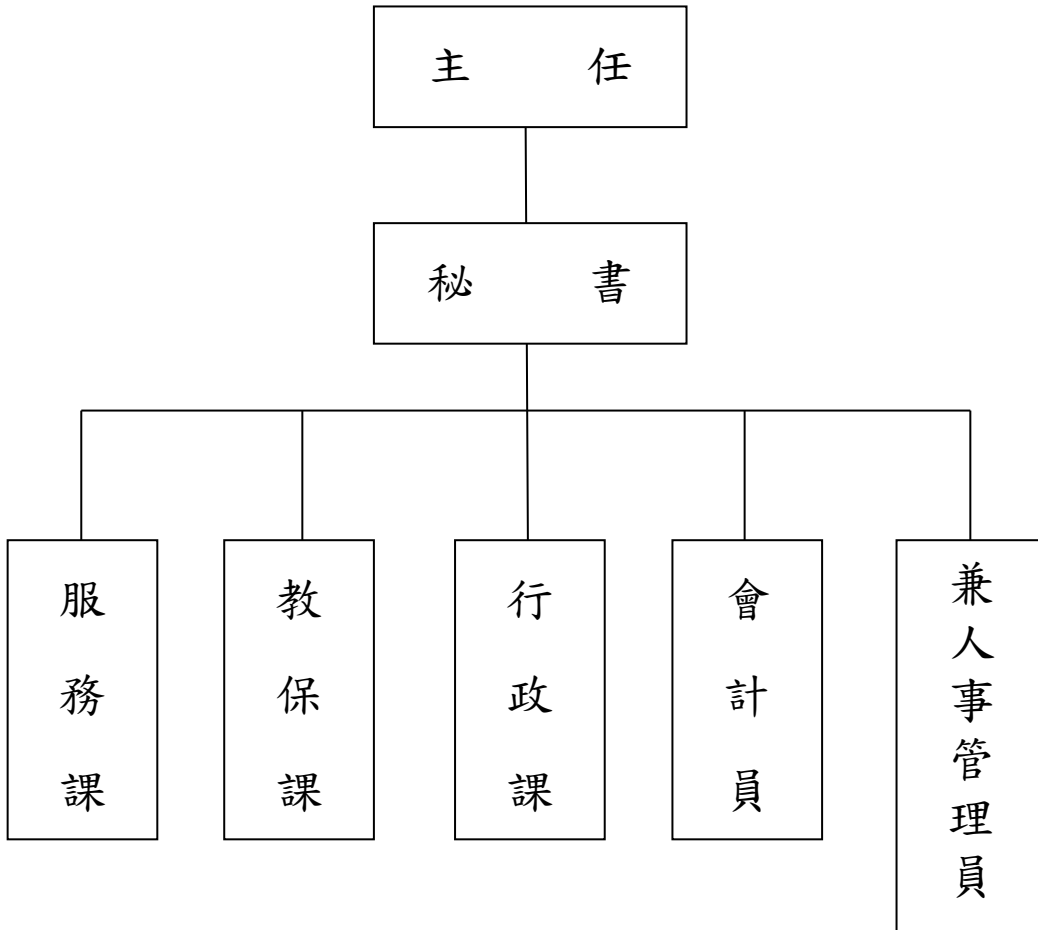 主 任
秘 書
服務課
教保課
行政課
會計員
兼人事管理員